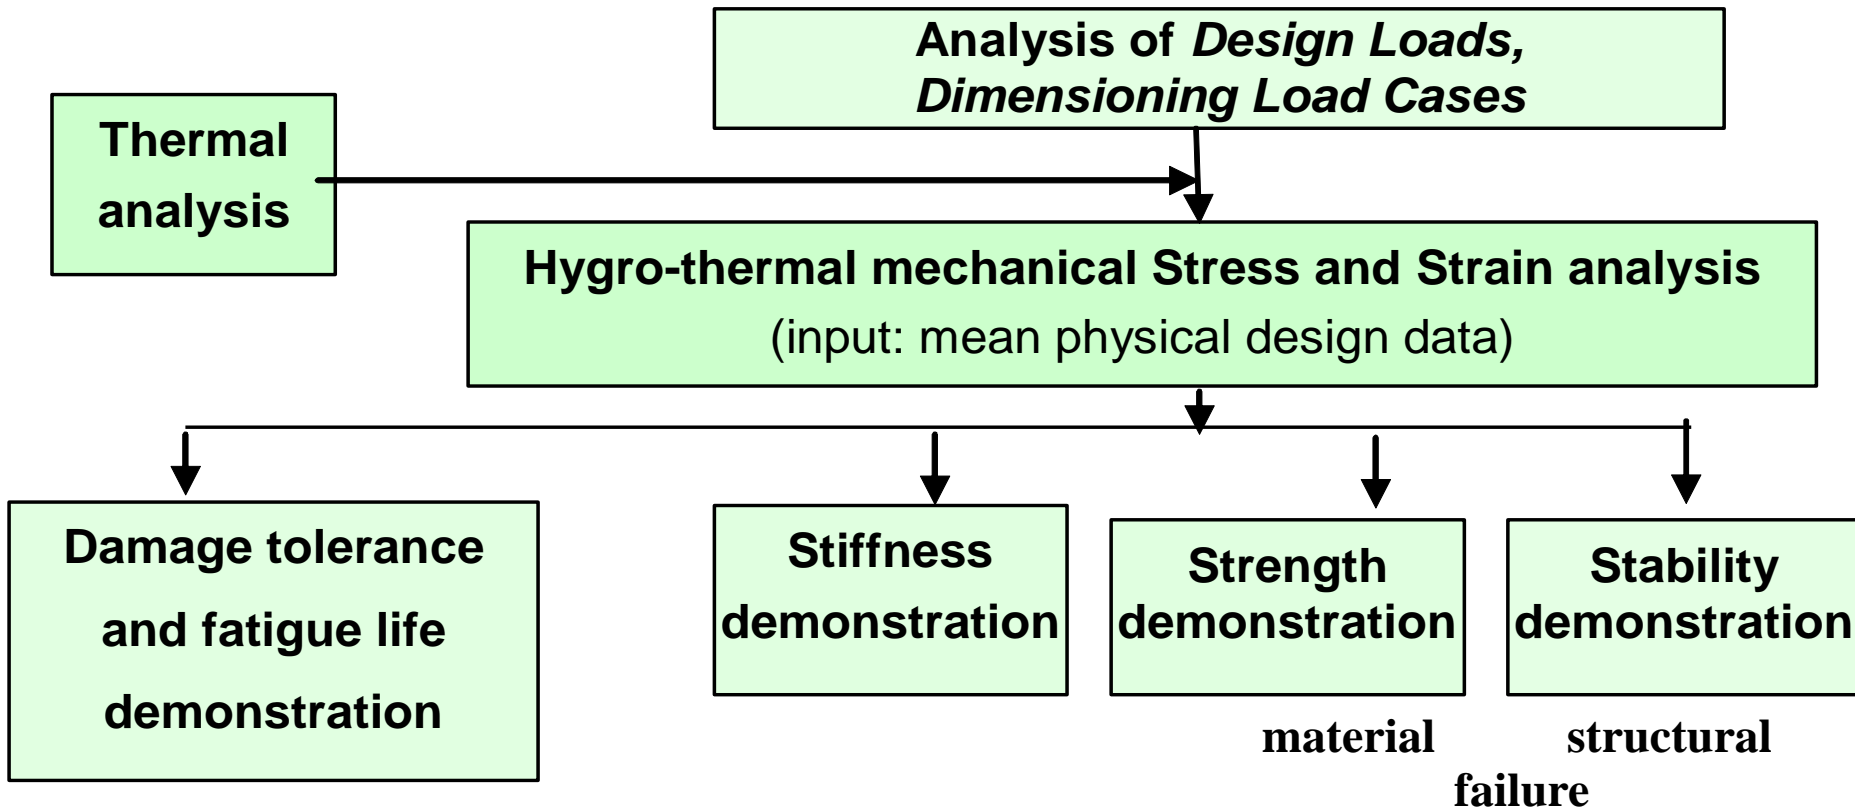 Analysis of Design Loads,
Dimensioning Load Cases
Thermal
analysis
Hygro-thermal mechanical Stress and Strain analysis
(input: mean physical design data)
Damage tolerance
and fatigue life
demonstration
Stiffness
demonstration
Strength
demonstration
Stability
demonstration
material structural
failure